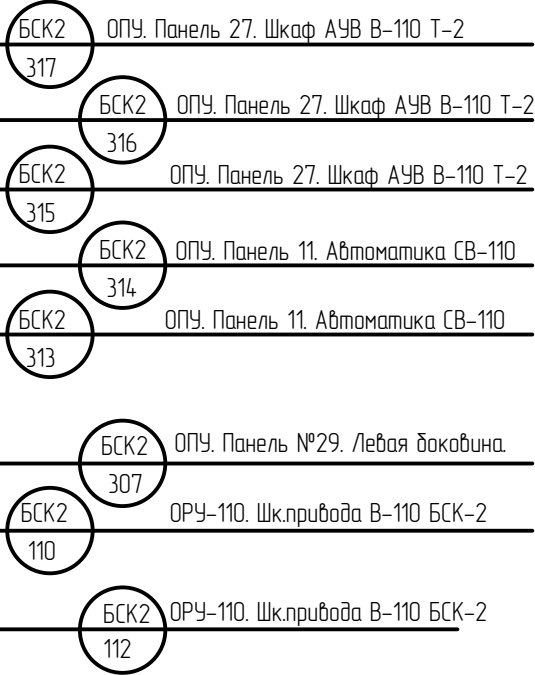 БСК2 ОПУ. Панель 27. Шкаф АУВ В-110 Т-2
317
БСК2 ОПУ. Панель 27. Шкаф АУВ В-110 Т-2
316
БСК2 ОПУ. Панель 27. Шкаф АУВ В-110 Т-2
315
БСК2 ОПУ. Панель 11. Автоматика СВ-110
314
БСК2 ОПУ. Панель 11. Автоматика СВ-110
313
БСК2 ОПУ. Панель №29. Левая боковина.
307
БСК2 ОРУ-110. Шк.привода В-110 БСК-2
110
БСК2 ОРУ-110. Шк.привода В-110 БСК-2
112